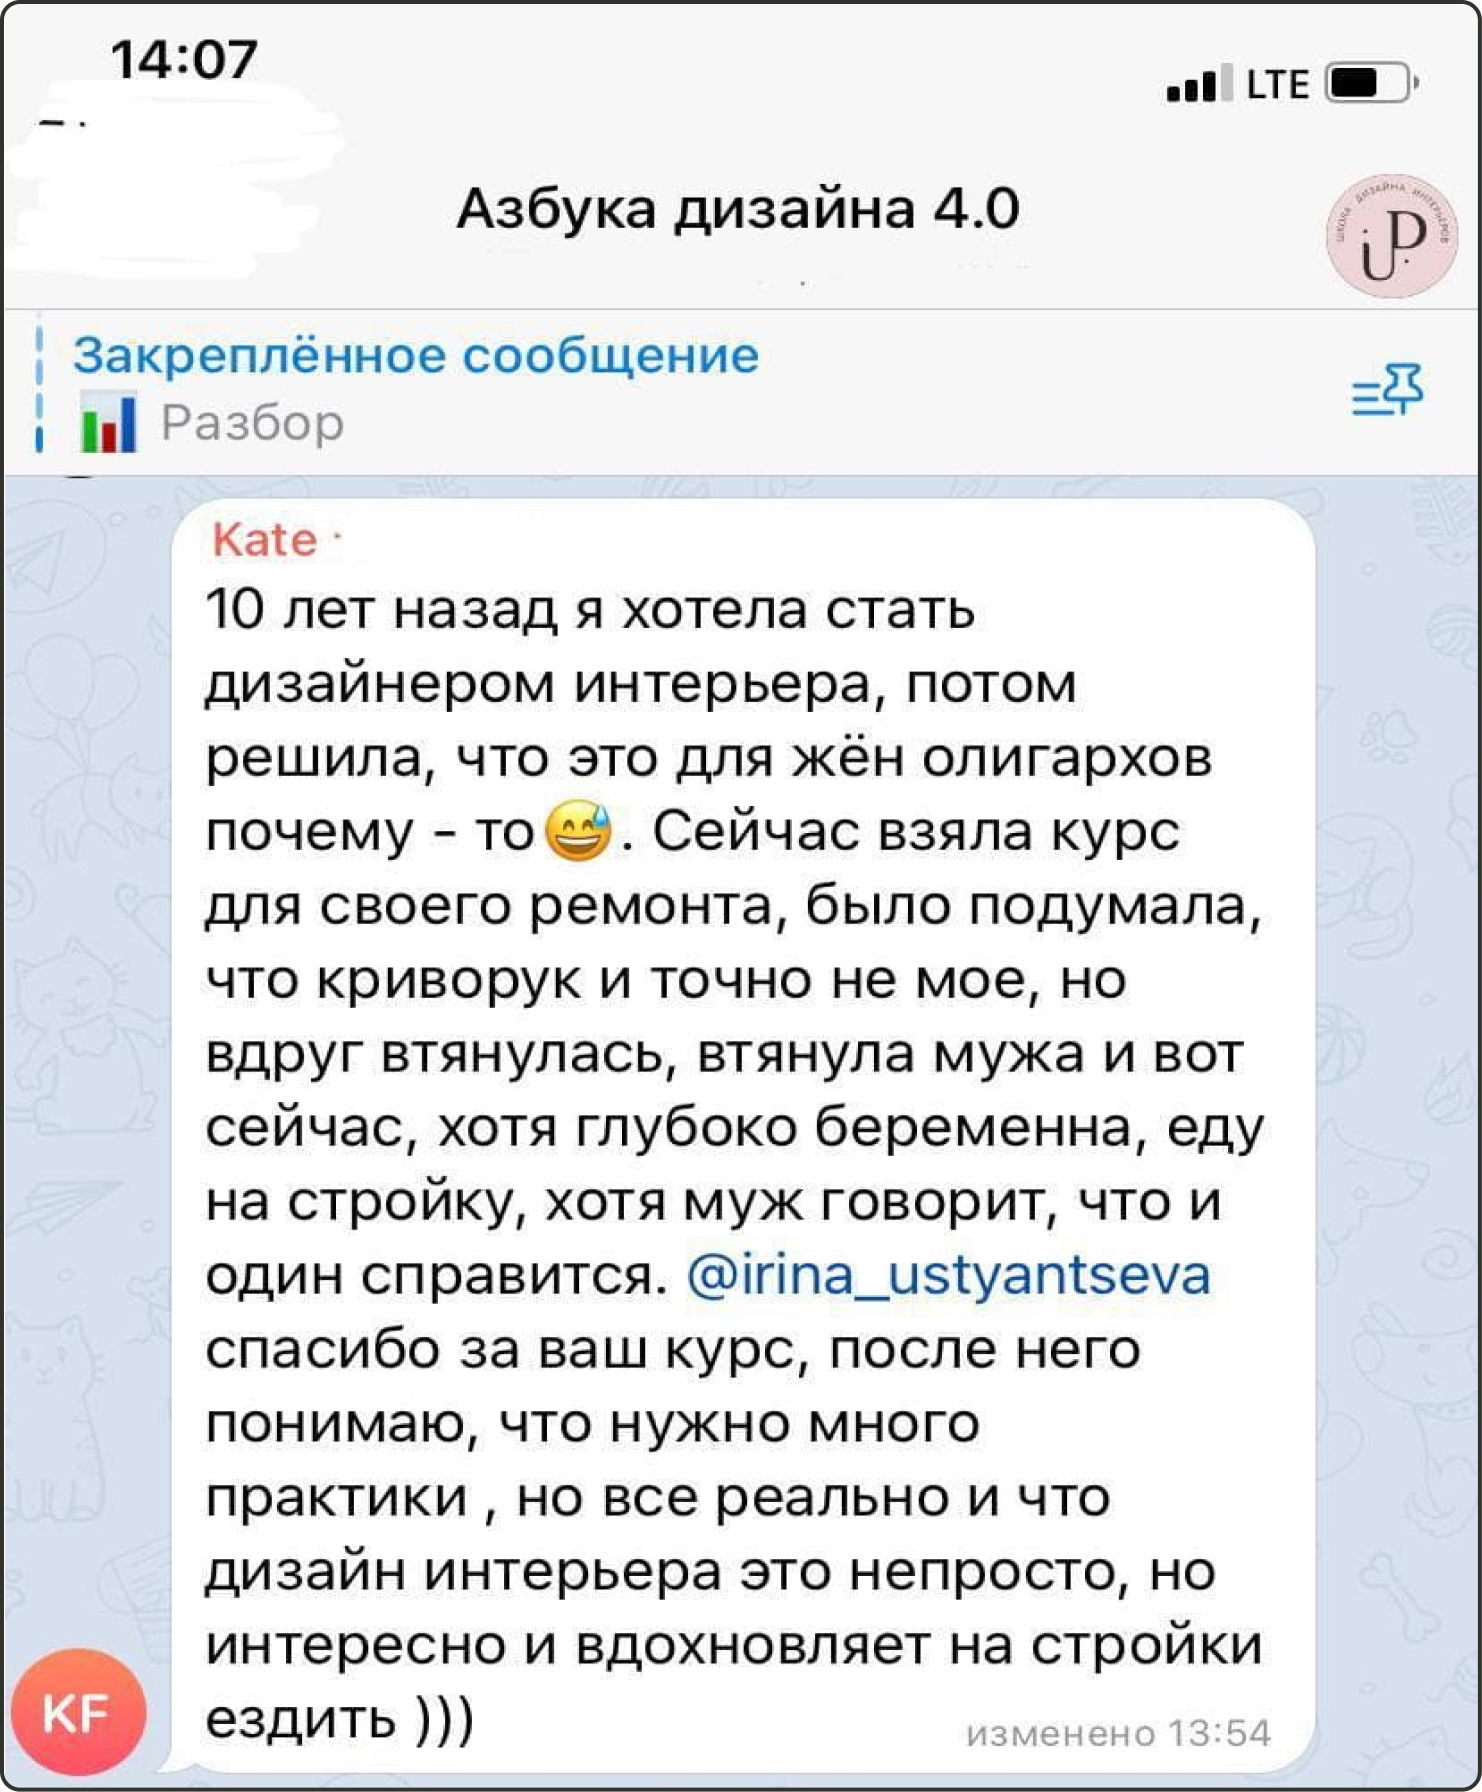 14:07
LTE
Азбука дизайна 4.0
ШКОЛА ДИЗАЙНА ИНТЕРЬЕРОВ
Закреплённое сообщение
Разбор
Kate
10 лет назад я хотела стать
дизайнером интерьера, потом
решила, что это для жён олигархов
почему - то😅. Сейчас взяла курс
для своего ремонта, было подумала,
что криворук и точно не мое, но
вдруг втянулась, втянула мужа и вот
сейчас, хотя глубоко беременна, еду
на стройку, хотя муж говорит, что и
один справится. @irina_ustyantseva
спасибо за ваш курс, после него
понимаю, что нужно много
практики , но все реально и что
дизайн интерьера это непросто, но
интересно и вдохновляет на стройки
ездить )))
изменено 13:54
KF